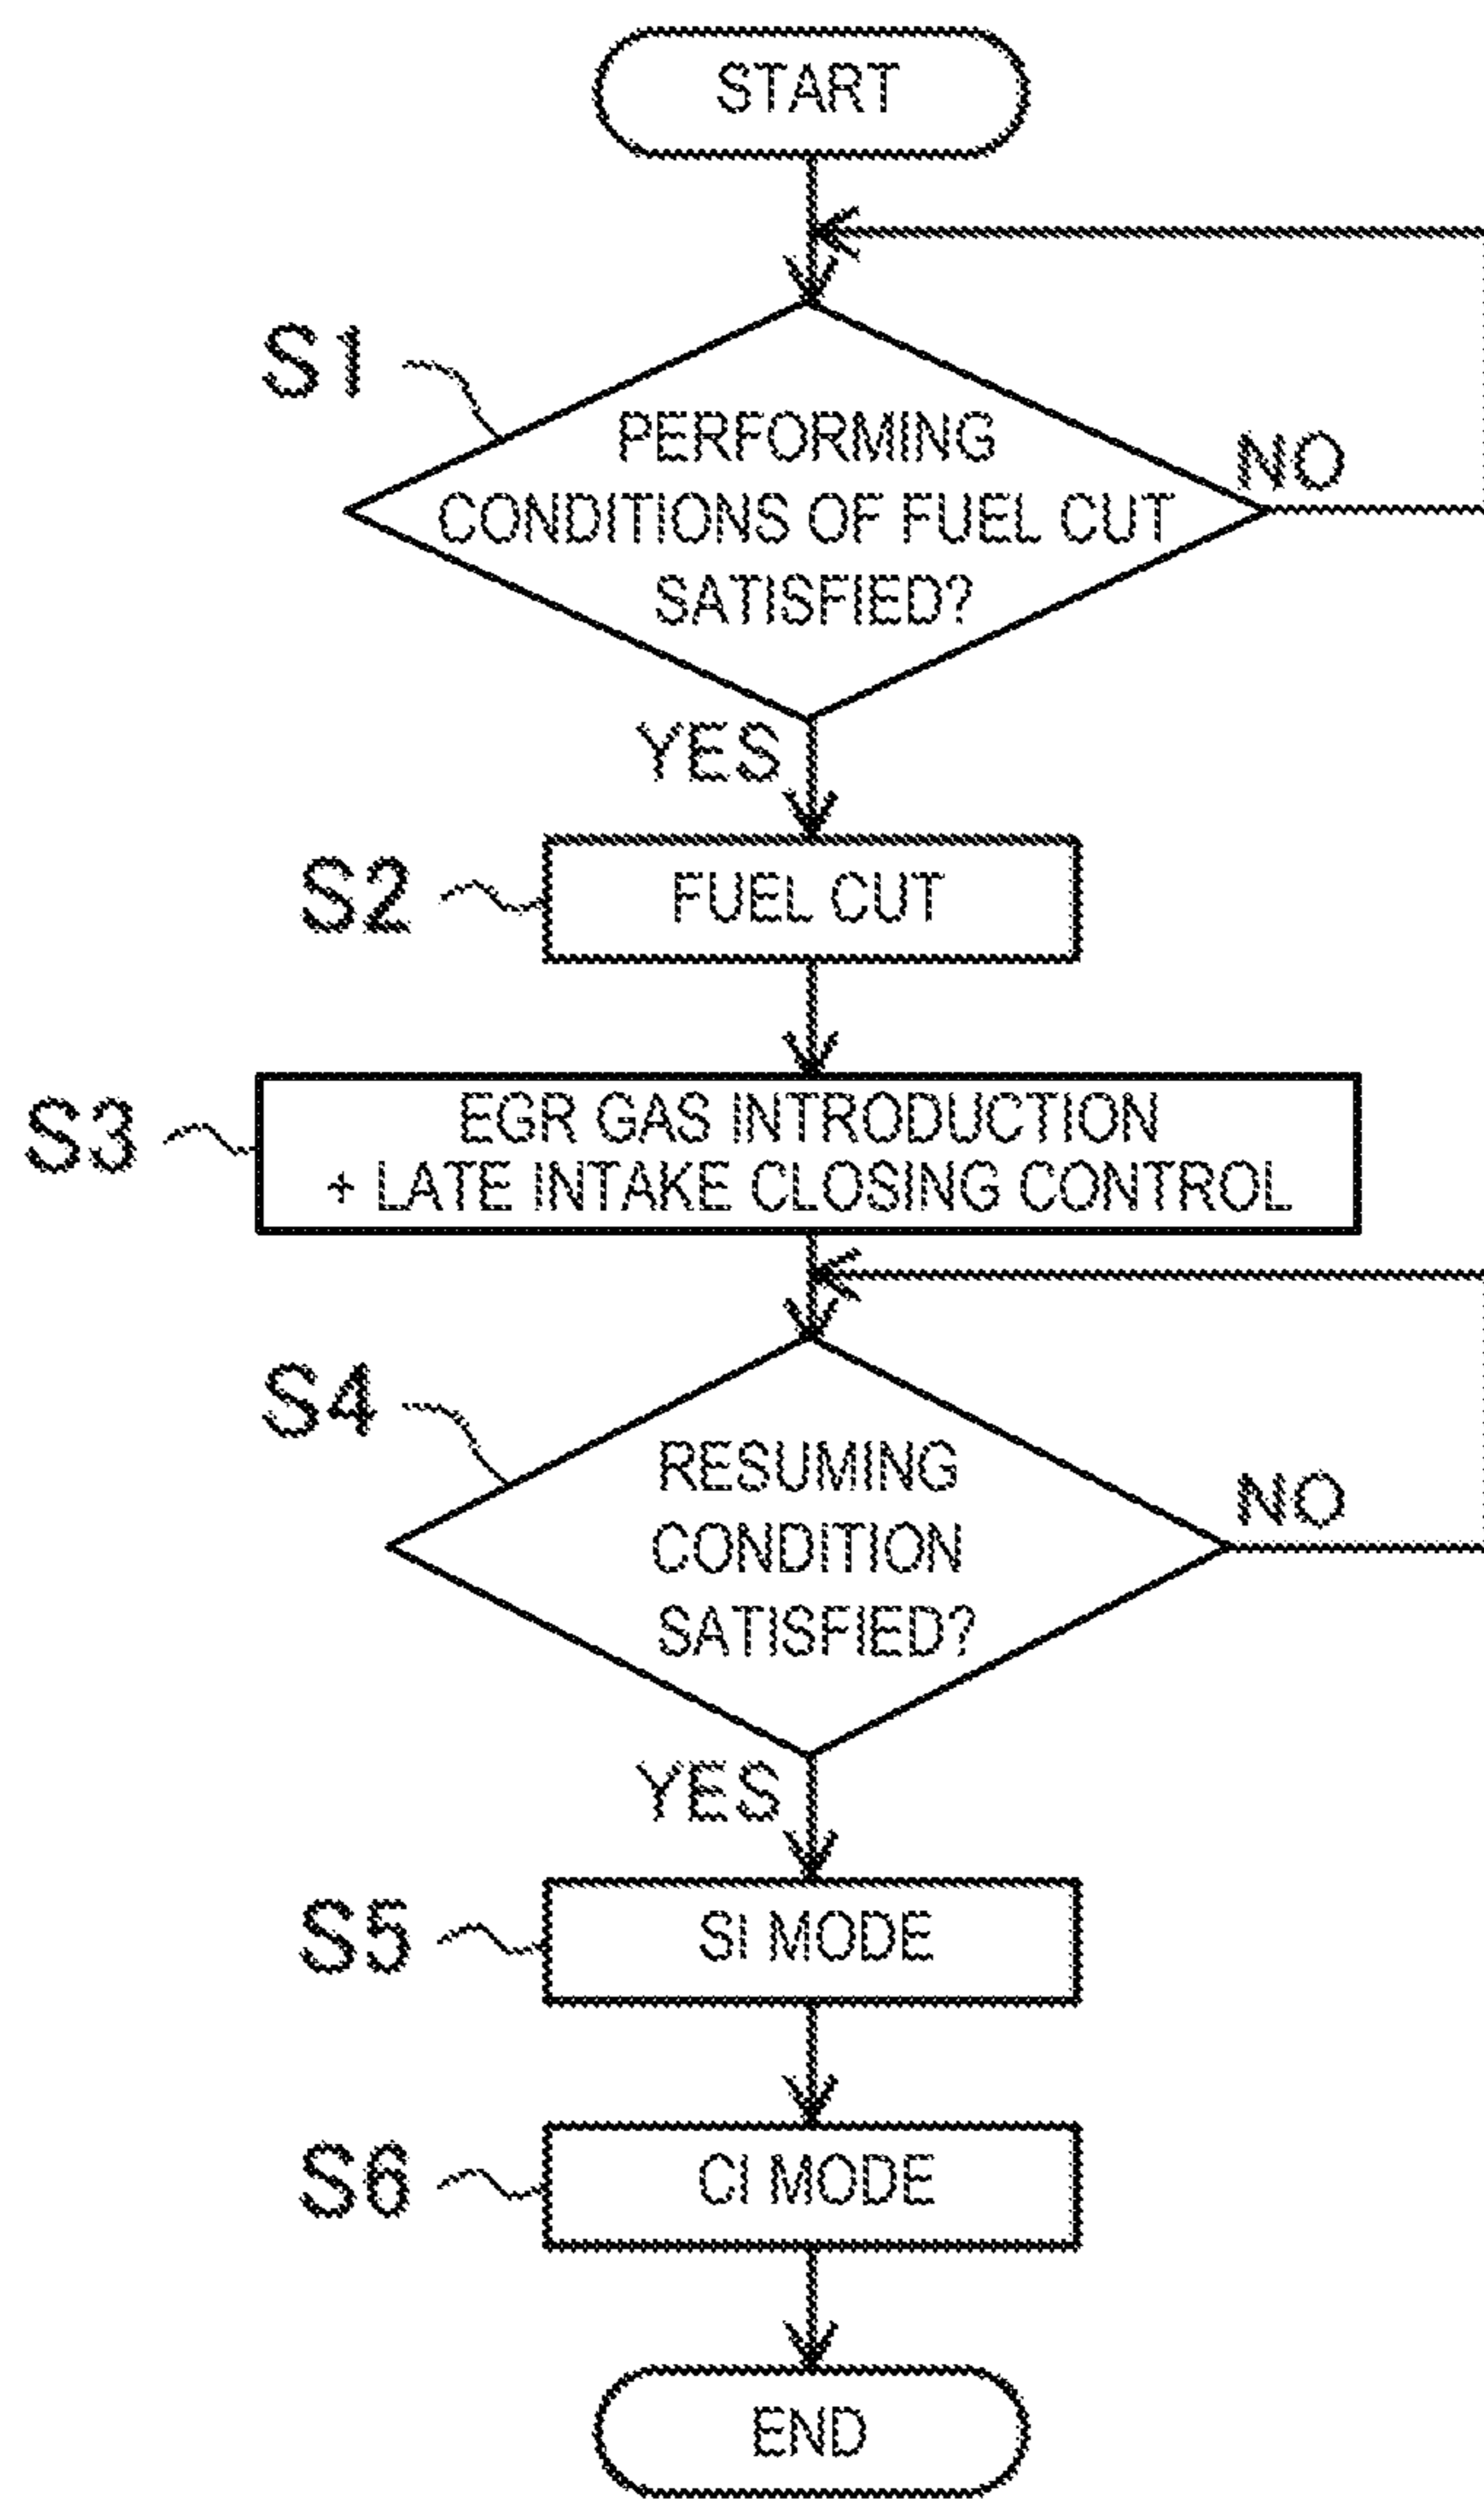 START
S1
PERFORMING
CONDITIONS OF FUEL CUT
SATISFIED?
NO
YES
S2
FUEL CUT
S3
EGR GAS INTRODUCTION
+ LATE INTAKE CLOSING CONTROL
S4
RESUMING
CONDITION
SATISFIED?
NO
YES
S5
SI MODE
S6
CI MODE
END